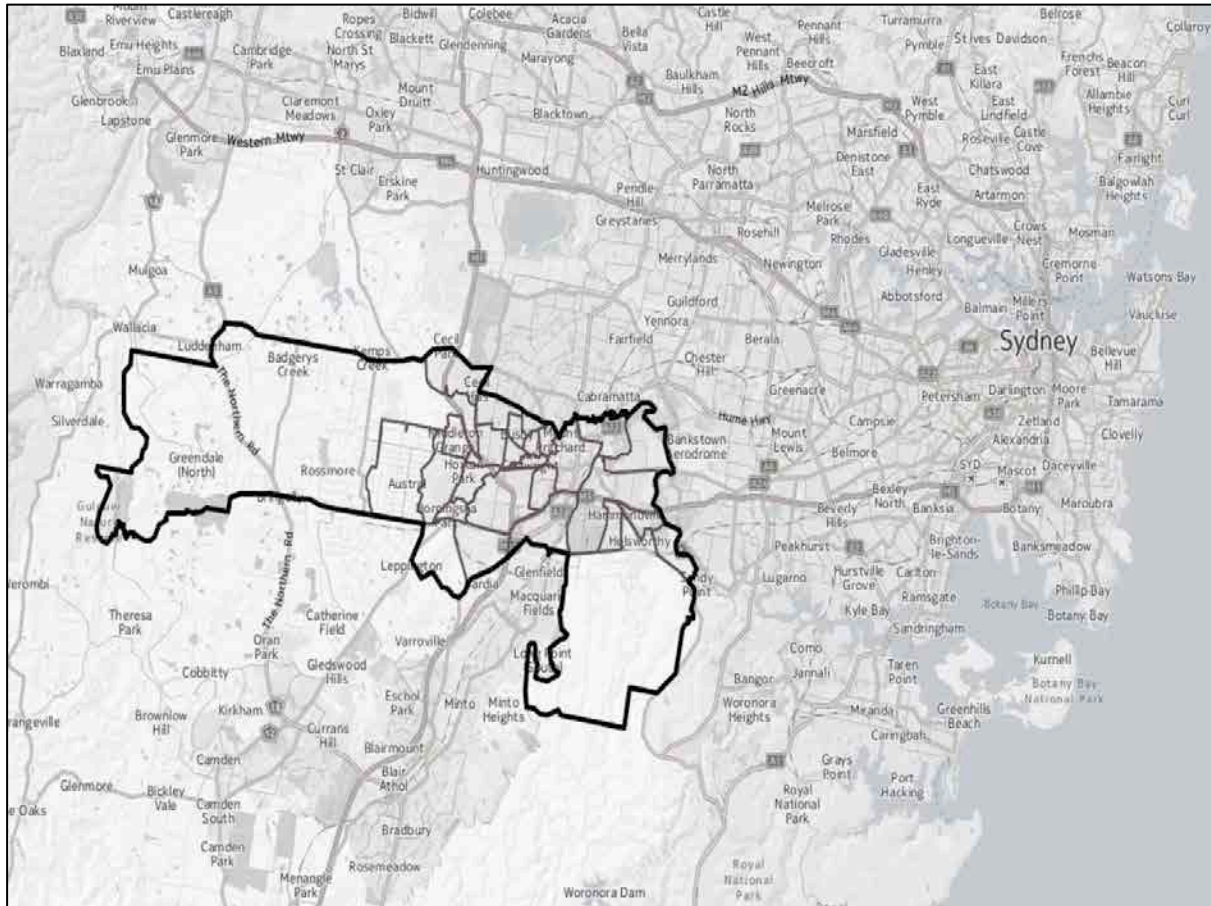 Castlereagh
Ropes Crossing
Bidwill
Colebee
Acacia Gardens
Castle Hill
Pennant Hills
Turramurra
Belrose
Collaroy
Riverview
Blaxland
Emu Heights
Cambridge Park
North St Marys
Blackett
Glendenning
Bella Vista
West Pennant Hills
Beecroft
Pymble
St Ives
Davidson
Frenchs Forest
Beacon Hill
Emu Plains
Marayong
Baulkham Hills
M2 Hills Mtwy
East Killara
Allambie Heights
Glenbrook
Lapstone
Claremont Meadows
Mount Druitt
Oxley Park
Blacktown
North Rocks
West Pymble
East Lindfield
Curl Curl
Glenmore Park
Western Mtwy
Marsfield
Roseville
Castle Cove
Fairlight
St Clair
Huntingwood
Denistone East
Chatswood
Balgowlah Heights
Erskine Park
Pendle Hill
North Parramatta
East Ryde
Artarmon
Greystanes
Melrose Park
Crows Nest
Mosman
Rosehill
Rhodes
Gladesville
Longueville
Mulgoa
Merrylands
Newington
Henley
Cremorne Point
Watsons Bay
Guildford
Abbotsford
Balmain
Millers Point
Vaucluse
Wallacia
Yennora
Luddenham
Badgerys Creek
Kemps Creek
Cecil Park
Fairfield
Berala
Sydney
Bellevue Hill
Warragamba
Chester Hill
Silverdale
The Northern Rd
Greenacre
Darlington
Moore Park
Cabramatta
Petersham
Tamarama
Hume Hwy
Campsie
Zetland
Mount Lewis
Alexandria
Clovelly
Greendale (North)
Bankstown
Belmore
Rossmore
SYD
Mascot
Daceyville
Austral
Bexley North
Banksia
Botany
Maroubra
Beverly Hills
Hammondville
Holsworthy
Peakhurst
Brighton-le-Sands
Banksmeadow
Leppington
Glenfield
Lugarno
Hurstville Grove
Carlton
Phillip Bay
The Northern Rd
Theresa Park
Catherine Field
Macquarie Fields
Kyle Bay
Ramsgate
Botany Bay
Botany Bay
Oran Park
Varroville
Sandringham
Cobbitty
Gledswood Hills
Como
Jannali
Taren Point
Kurnell
Bangor
Botany Bay National Park
Eschol Park
Minto
Minto Heights
Woronora Heights
Miranda
Greenhills Beach
Brownlow Hill
Kirkham
Currans Hill
Caringbah
Camden
Blairmount
Blair Athol
Grays Point
Port Hacking
Glenmore
Bickley Vale
Royal National Park
Camden South
Bradbury
Camden Park
Rosemeadow
Menangle Park
Woronora Dam
Royal National Park